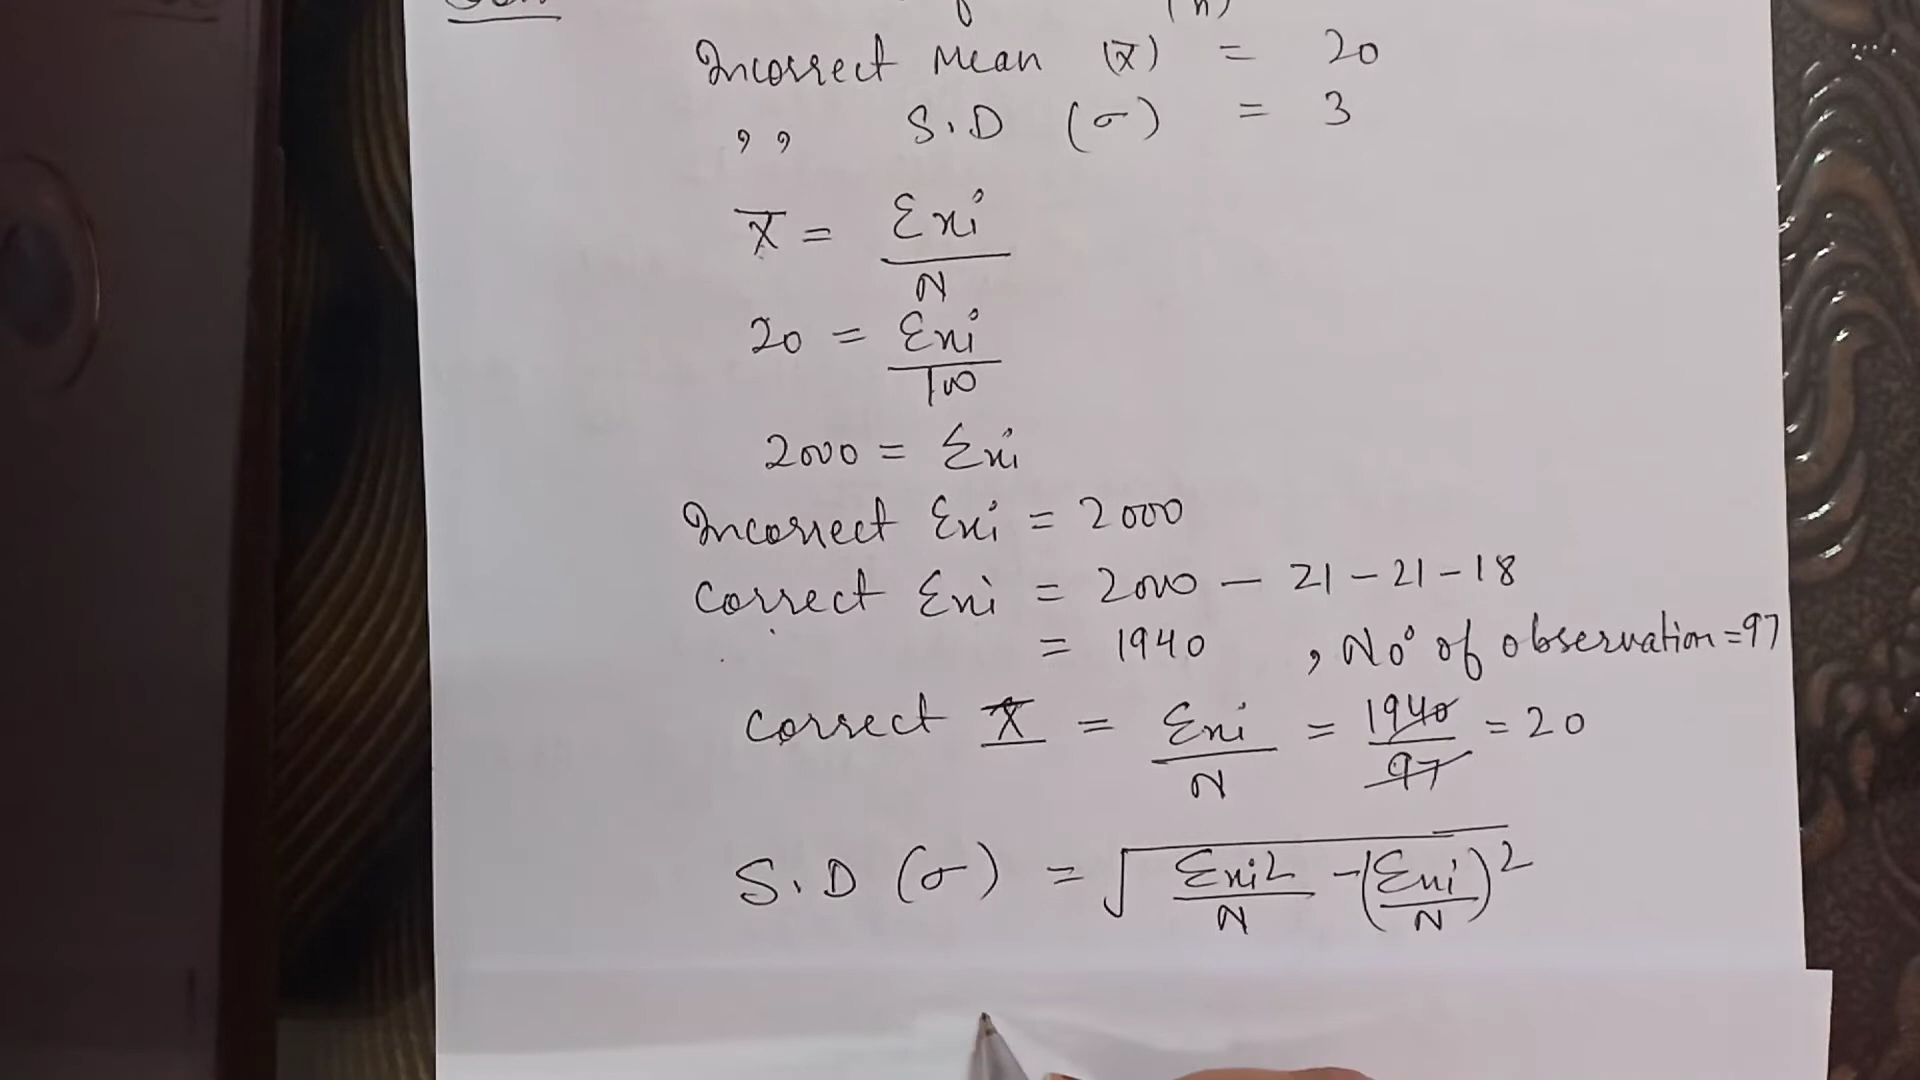 Incorrect Mean (x̄) = 20
,, S.D (σ) = 3
X̄ = Σxi / N
20 = Σxi / 100
2000 = Σxi
Incorrect Σxi = 2000
Correct Σxi = 2000 - 21 - 21 - 18
= 1940 , No of observation = 97
Correct X̄ = Σxi / N = 1940 / 97 = 20
S.D (σ) = √(Σxi² / N - (Σxi / N)²)